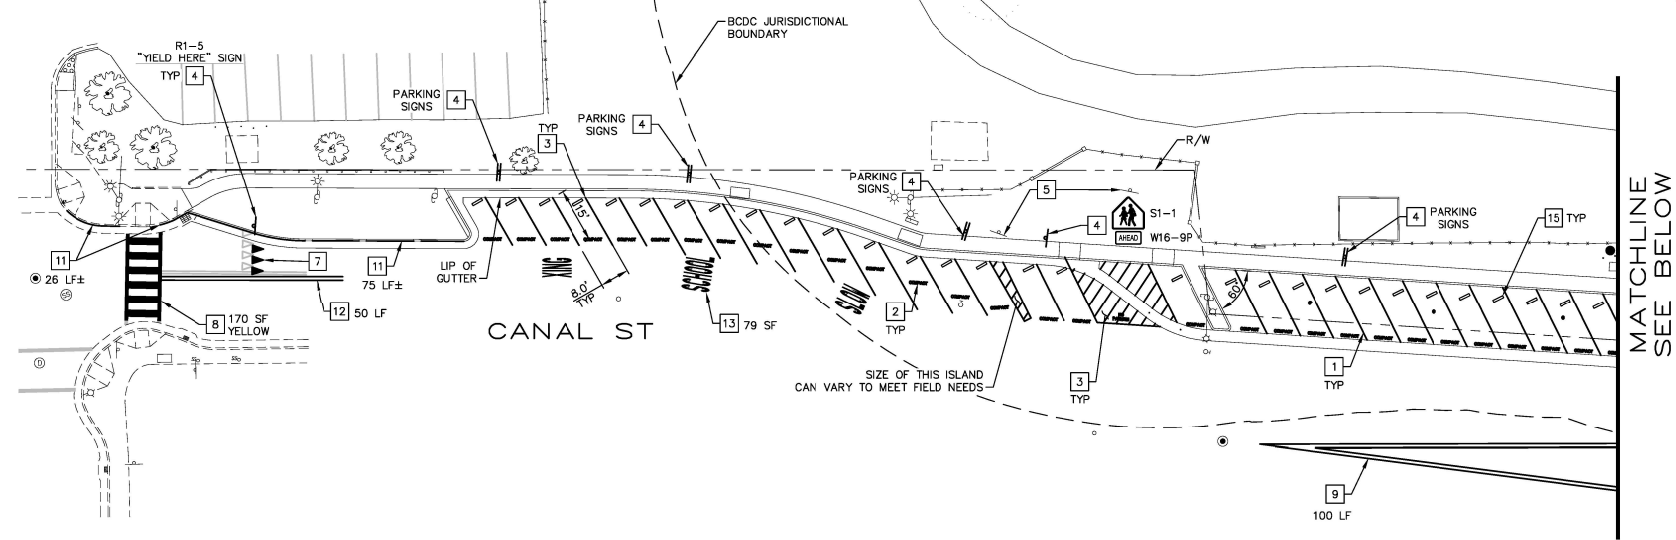 R1-5
"YIELD HERE" SIGN
TYP 4
PARKING
SIGNS
4
TYP
3
PARKING
SIGNS
4
BCDC JURISDICTIONAL
BOUNDARY
PARKING
SIGNS
4
5
R/W
4
S1-1
AHEAD
W16-9P
4
PARKING
SIGNS
15 TYP
MATCHLINE
SEE BELOW
11
26 LF±
SS
D
7
11
75 LF±
12 50 LF
8 170 SF
YELLOW
LIP OF
GUTTER
15'
8.0'
TYP
XING
SCHOOL
SLOW
13 79 SF
CANAL ST
2
TYP
COMPACT
60°
SIZE OF THIS ISLAND
CAN VARY TO MEET FIELD NEEDS
3
TYP
1
TYP
9
100 LF